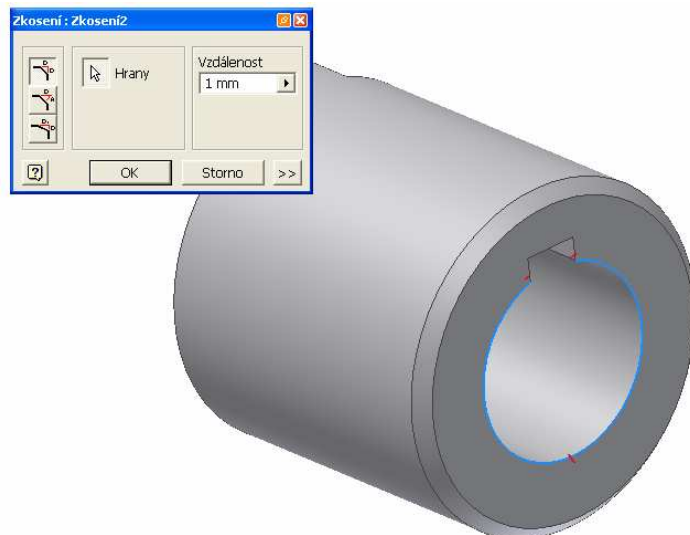 Zkosení : Zkosení2
Hrany
Vzdálenost
1 mm
OK
Storno
>>